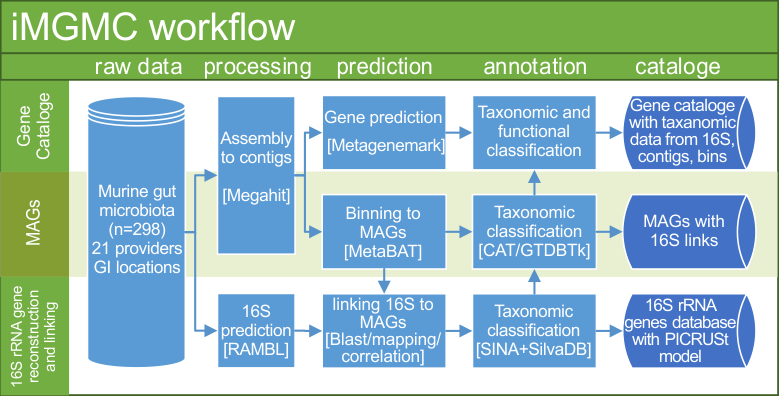 iMGMC workflow
raw data
processing
prediction
annotation
cataloge
Gene
Cataloge
MAGs
16S rRNA gene
reconstruction
and linking
Murine gut
microbiota
(n=298)
21 providers
GI locations
Assembly
to contigs
[Megahit]
Gene prediction
[Metagenemark]
Taxonomic and
functional
classification
Gene cataloge
with taxanomic
data from 16S,
contigs, bins
Binning to
MAGs
[MetaBAT]
Taxonomic
classification
[CAT/GTDBTk]
MAGs with
16S links
16S
prediction
[RAMBL]
linking 16S to
MAGs
[Blast/mapping/
correlation]
Taxonomic
classification
[SINA+SilvaDB]
16S rRNA
genes database
with PICRUSt
model